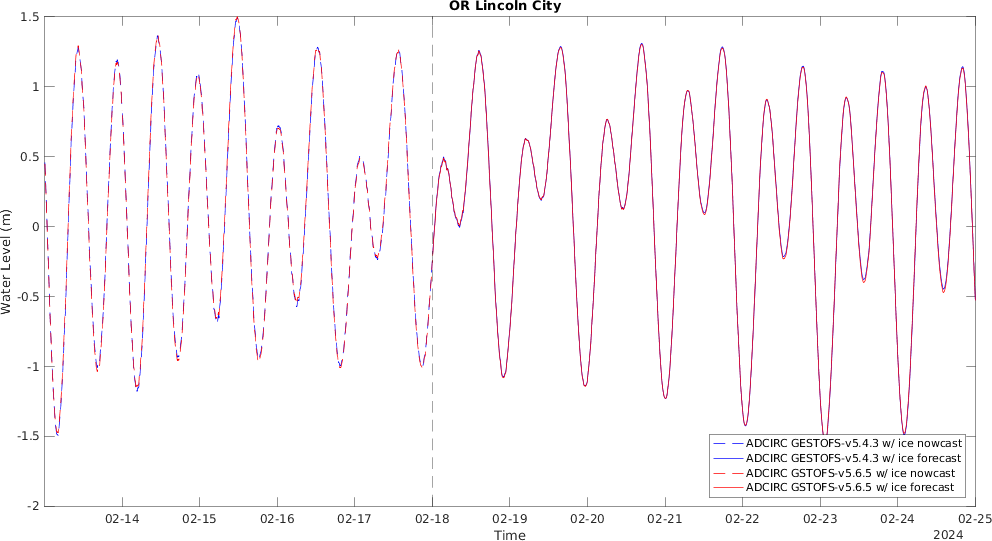 OR Lincoln City
1.5
1
0.5
0
-0.5
-1
-1.5
-2
Water Level (m)
ADCIRC GESTOFS-v5.4.3 w/ ice nowcast
ADCIRC GESTOFS-v5.4.3 w/ ice forecast
ADCIRC GSTOFS-v5.6.5 w/ ice nowcast
ADCIRC GSTOFS-v5.6.5 w/ ice forecast
02-14 02-15 02-16 02-17 02-18 02-19 02-20 02-21 02-22 02-23 02-24 02-25
Time
2024